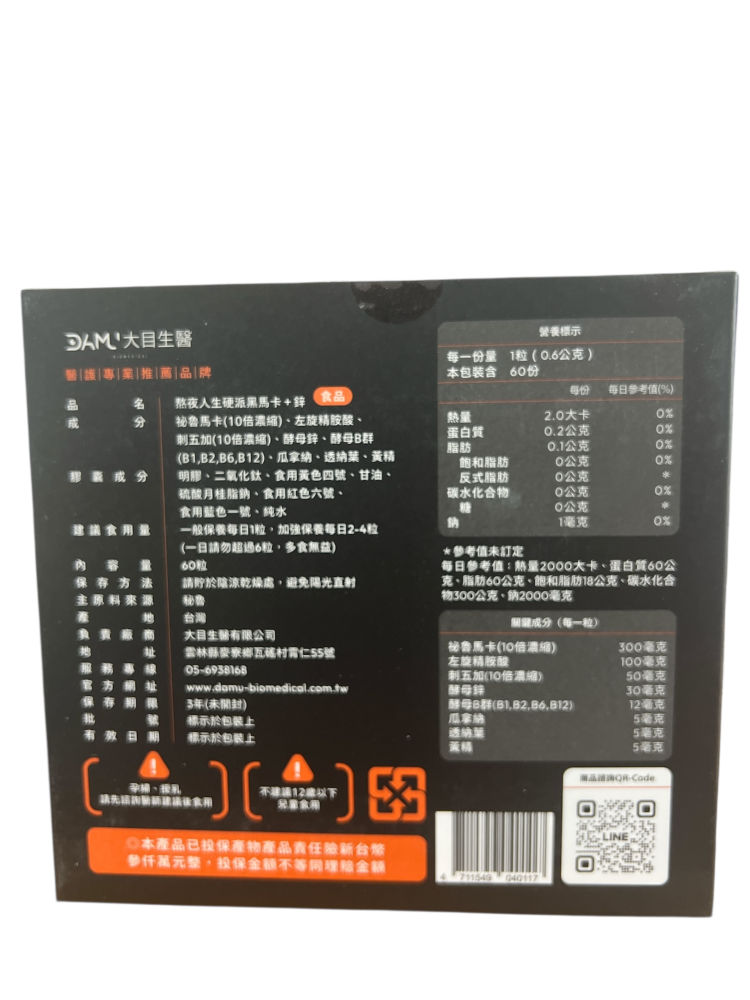 DAMU 大目生醫
BIOMEDICAL
醫|護|專|業|推|薦|品|牌
品名 熬夜人生硬派黑馬卡+鋅 食品
成分 祕魯馬卡(10倍濃縮)、左旋精胺酸、
刺五加(10倍濃縮)、酵母鋅、酵母B群
(B1,B2,B6,B12)、瓜拿納、透納葉、黃精
膠囊成分 明膠、二氧化鈦、食用黃色四號、甘油、
硫酸月桂脂鈉、食用紅色六號、
食用藍色一號、純水
建議食用量 一般保養每日1粒，加強保養每日2-4粒
(一日請勿超過6粒，多食無益)
內容量 60粒
保存方法 請貯於陰涼乾燥處，避免陽光直射
主原料來源 秘魯
產地 台灣
負責廠商 大目生醫有限公司
地址 雲林縣麥寮鄉瓦磘村青仁55號
服務專線 05-6938168
官方網址 www.damu-biomedical.com.tw
保存期限 3年(未開封)
批號 標示於包裝上
有效日期 標示於包裝上
孕婦、授乳
請先諮詢醫師建議後食用
不建議12歲以下
兒童食用
◎本產品已投保產物產品責任險新台幣
參仟萬元整，投保金額不等同理賠金額
營養標示
每一份量 1粒(0.6公克)
本包裝含 60份
每份 每日參考值(%)
熱量 2.0大卡 0%
蛋白質 0.2公克 0%
脂肪 0.1公克 0%
飽和脂肪 0公克 0%
反式脂肪 0公克 *
碳水化合物 0公克 0%
糖 0公克 *
鈉 1毫克 0%
*參考值未訂定
每日參考值：熱量2000大卡、蛋白質60公
克、脂肪60公克、飽和脂肪18公克、碳水化合
物300公克、鈉2000毫克
關鍵成分(每一粒)
祕魯馬卡(10倍濃縮) 300毫克
左旋精胺酸 100毫克
刺五加(10倍濃縮) 50毫克
酵母鋅 30毫克
酵母B群(B1,B2,B6,B12) 12毫克
瓜拿納 5毫克
透納葉 5毫克
黃精 5毫克
商品諮詢QR-Code
LINE
4 711549 040117